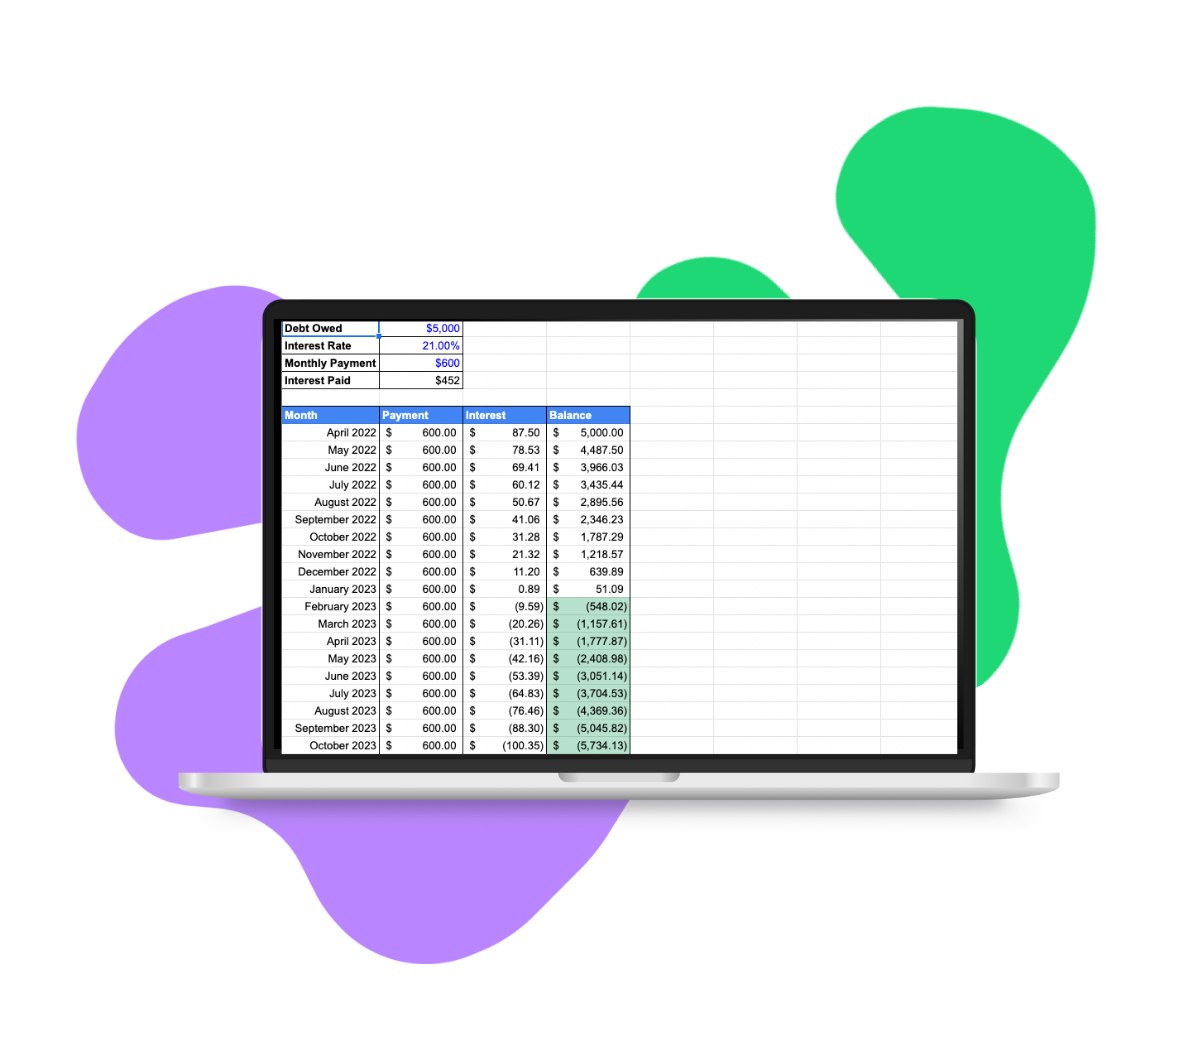 Debt Owed $5,000
Interest Rate 21.00%
Monthly Payment $600
Interest Paid $452
Month Payment Interest Balance
April 2022 $ 600.00 $ 87.50 $ 5,000.00
May 2022 $ 600.00 $ 78.53 $ 4,487.50
June 2022 $ 600.00 $ 69.41 $ 3,966.03
July 2022 $ 600.00 $ 60.12 $ 3,435.44
August 2022 $ 600.00 $ 50.67 $ 2,895.56
September 2022 $ 600.00 $ 41.06 $ 2,346.23
October 2022 $ 600.00 $ 31.28 $ 1,787.29
November 2022 $ 600.00 $ 21.32 $ 1,218.57
December 2022 $ 600.00 $ 11.20 $ 639.89
January 2023 $ 600.00 $ 0.89 $ 51.09
February 2023 $ 600.00 $ (9.59) $ (548.02)
March 2023 $ 600.00 $ (20.26) $ (1,157.61)
April 2023 $ 600.00 $ (31.11) $ (1,777.87)
May 2023 $ 600.00 $ (42.16) $ (2,408.98)
June 2023 $ 600.00 $ (53.39) $ (3,051.14)
July 2023 $ 600.00 $ (64.83) $ (3,704.53)
August 2023 $ 600.00 $ (76.46) $ (4,369.36)
September 2023 $ 600.00 $ (88.30) $ (5,045.82)
October 2023 $ 600.00 $ (100.35) $ (5,734.13)